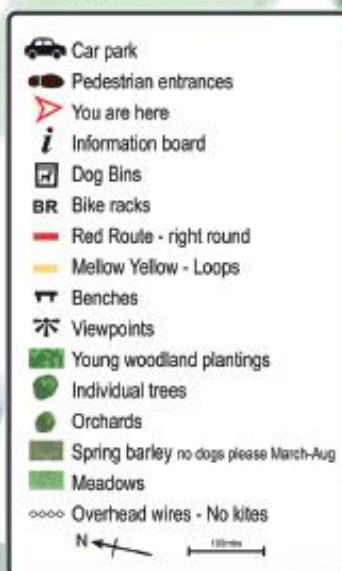 Car park
Pedestrian entrances
You are here
i Information board
Dog Bins
BR Bike racks
Red Route - right round
Mellow Yellow - Loops
Benches
Viewpoints
Young woodland plantings
Individual trees
Orchards
Spring barley no dogs please March-Aug
Meadows
Overhead wires - No kites
N